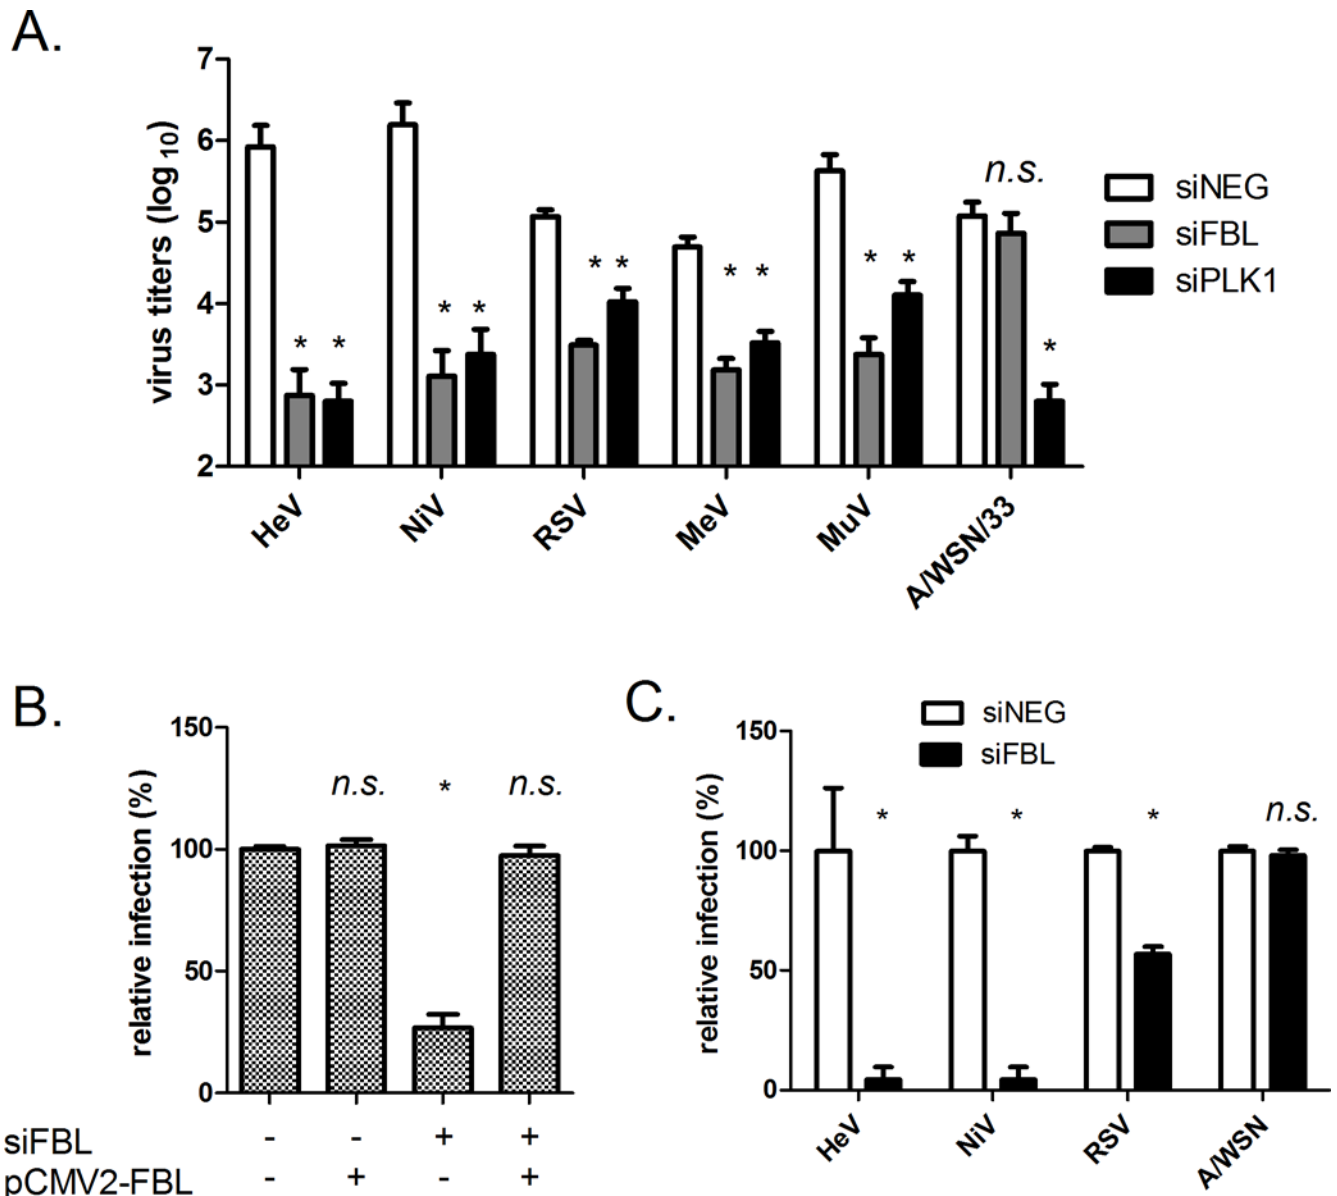 A.
virus titers (log 10)
7
6
5
4
3
2
* *
* *
* *
* *
* *
n.s.
*
HeV NiV RSV MeV MuV A/WSN/33
siNEG
siFBL
siPLK1
B.
relative infection (%)
150
100
50
0
n.s. * n.s.
siFBL - - + +
pCMV2-FBL - + - +
C.
siNEG
siFBL
relative infection (%)
150
100
50
0
* * * n.s.
HeV NiV RSV A/WSN